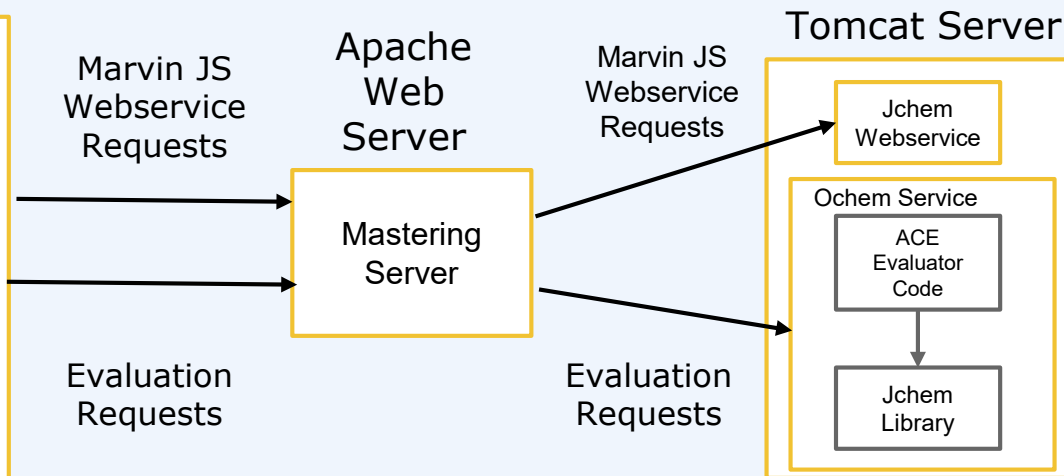 Marvin JS
Webservice
Requests
Apache
Web
Server
Marvin JS
Webservice
Requests
Tomcat Server
Jchem
Webservice
Mastering
Server
Ochem Service
ACE
Evaluator
Code
Jchem
Library
Evaluation
Requests
Evaluation
Requests